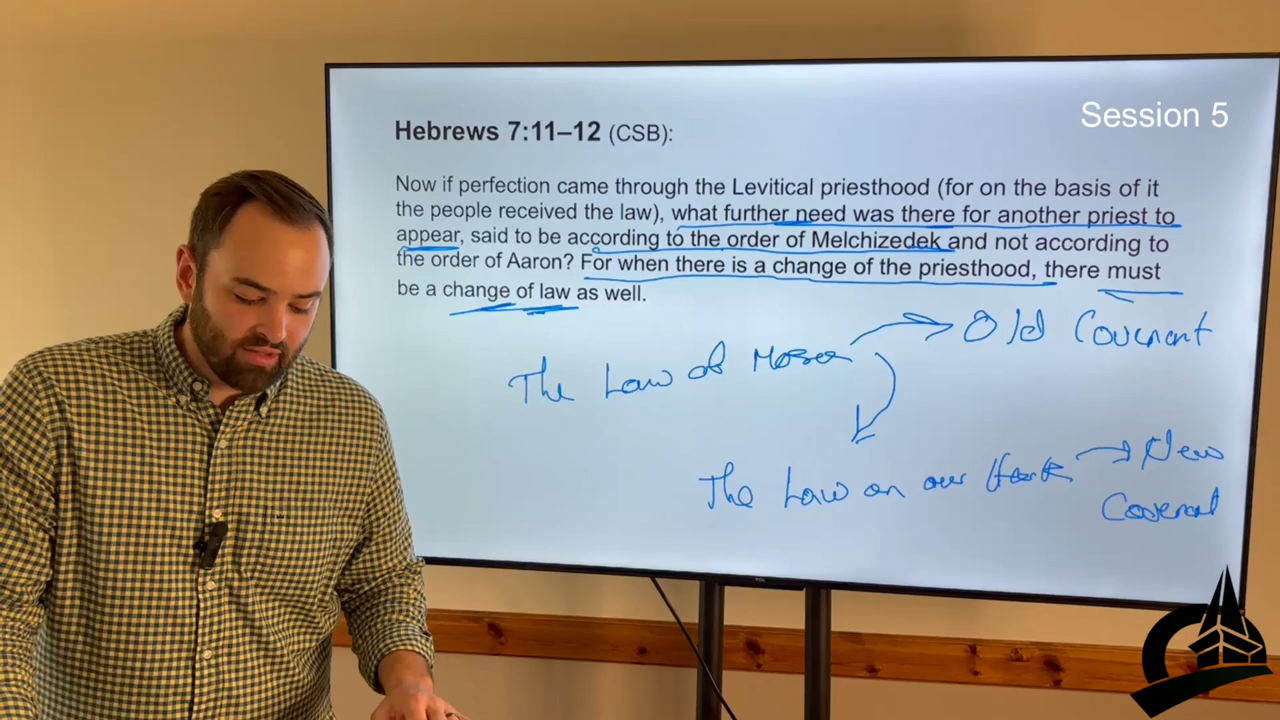 Session 5
Hebrews 7:11–12 (CSB):
Now if perfection came through the Levitical priesthood (for on the basis of it
the people received the law), what further need was there for another priest to
appear, said to be according to the order of Melchizedek and not according to
the order of Aaron? For when there is a change of the priesthood, there must
be a change of law as well.
The Law of Moses
Old Covenant
The Law on our
New
Covenant
TCL